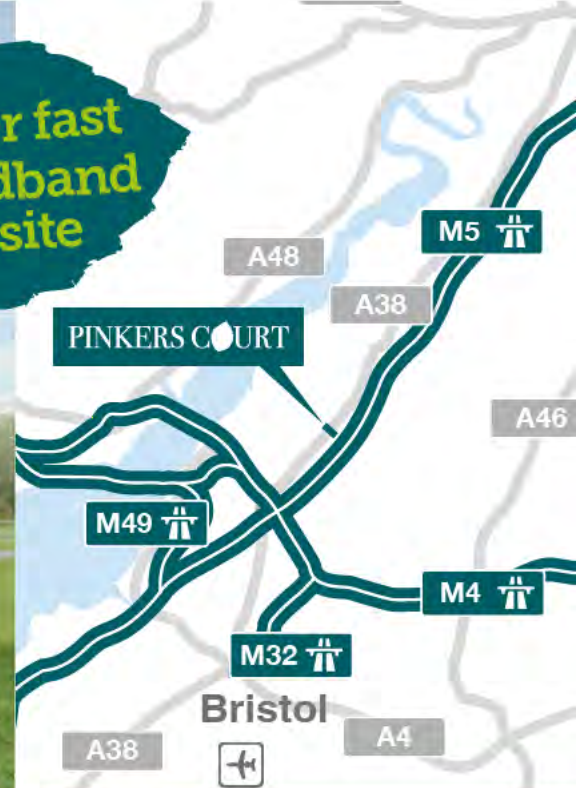 r fast
dband
site
M5
A48
A38
PINKERS COURT
A46
M49
M4
M32
Bristol
A4
A38